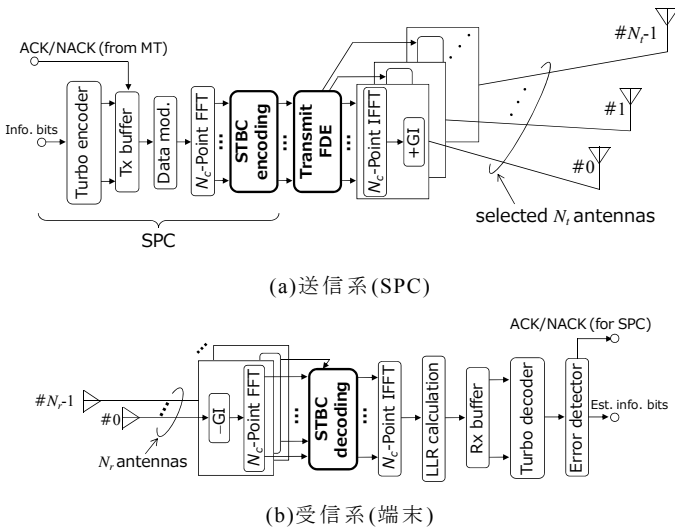 ACK/NACK (from MT)
Info. bits
Turbo encoder
Tx buffer
Data mod.
Nc-Point FFT
STBC
encoding
Transmit
FDE
Nc-Point IFFT
+GI
#Nt-1
#1
#0
selected Nt antennas
SPC
(a)送信系(SPC)
ACK/NACK (for SPC)
#Nr-1
#0
Nr antennas
−GI
Nc-Point FFT
STBC
decoding
Nc-Point IFFT
LLR calculation
Rx buffer
Turbo decoder
Error detector
Est. info. bits
(b)受信系(端末)